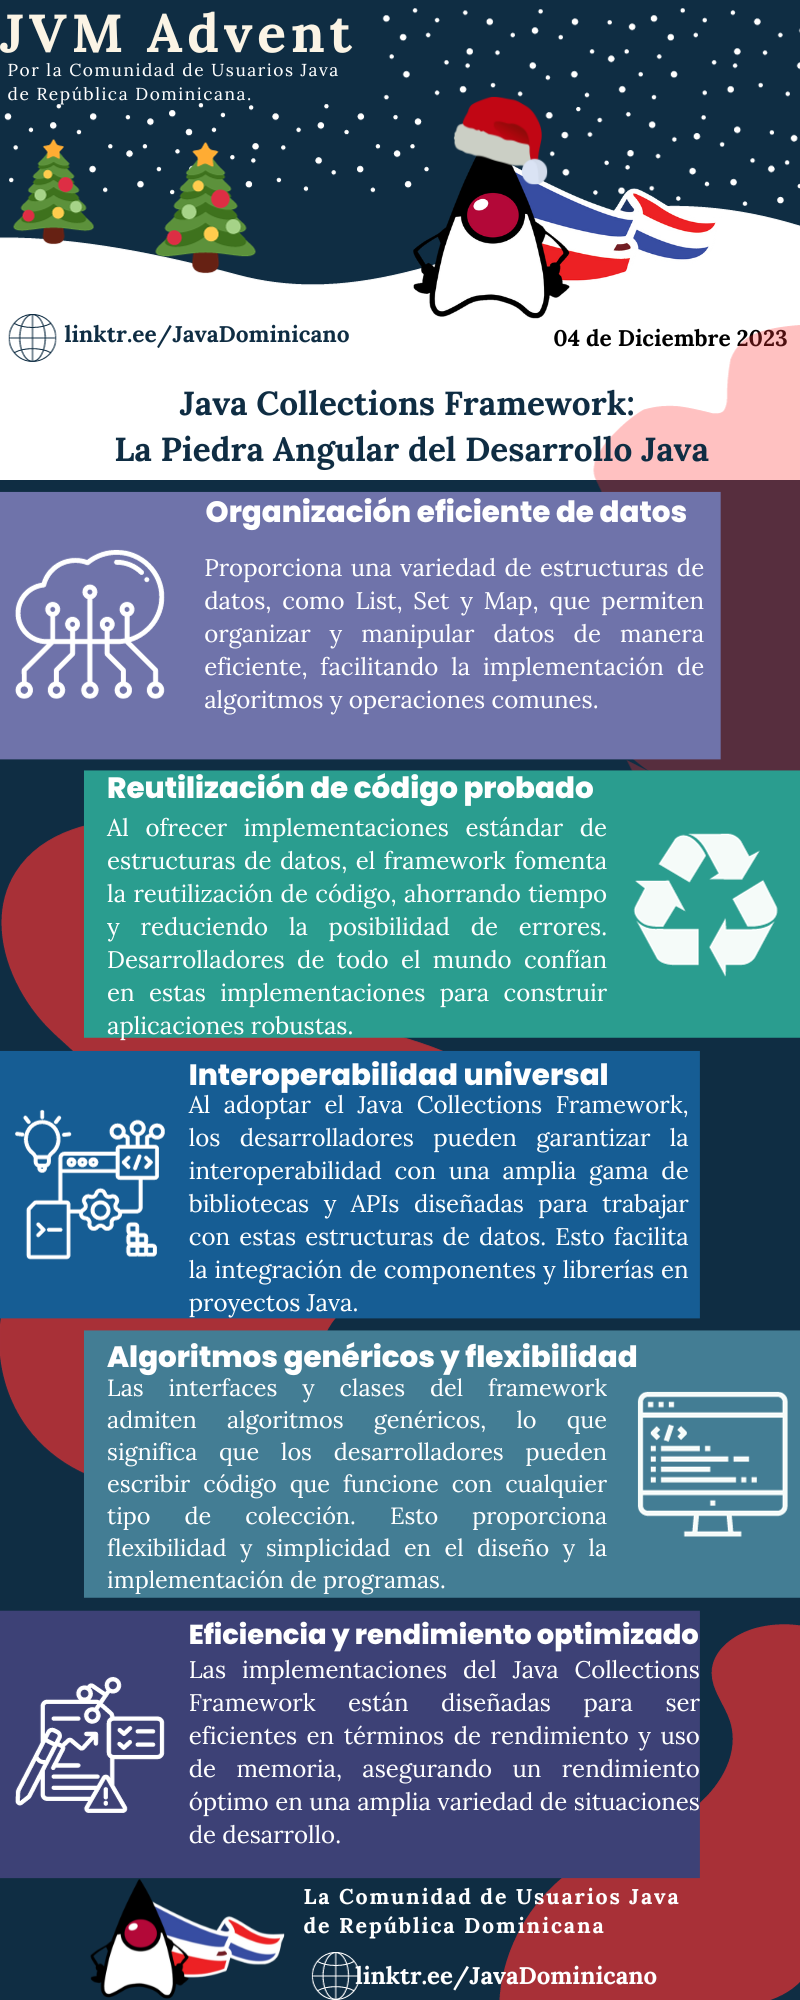 JVM Advent
Por la Comunidad de Usuarios Java
de República Dominicana.
linktr.ee/JavaDominicano
04 de Diciembre 2023
Java Collections Framework:
La Piedra Angular del Desarrollo Java
Organización eficiente de datos
Proporciona una variedad de estructuras de
datos, como List, Set y Map, que permiten
organizar y manipular datos de manera
eficiente, facilitando la implementación de
algoritmos y operaciones comunes.
Reutilización de código probado
Al ofrecer implementaciones estándar de
estructuras de datos, el framework fomenta
la reutilización de código, ahorrando tiempo
y reduciendo la posibilidad de errores.
Desarrolladores de todo el mundo confían
en estas implementaciones para construir
aplicaciones robustas.
Interoperabilidad universal
Al adoptar el Java Collections Framework,
los desarrolladores pueden garantizar la
interoperabilidad con una amplia gama de
bibliotecas y APIs diseñadas para trabajar
con estas estructuras de datos. Esto facilita
la integración de componentes y librerías en
proyectos Java.
Algoritmos genéricos y flexibilidad
Las interfaces y clases del framework
admiten algoritmos genéricos, lo que
significa que los desarrolladores pueden
escribir código que funcione con cualquier
tipo de colección. Esto proporciona
flexibilidad y simplicidad en el diseño y la
implementación de programas.
Eficiencia y rendimiento optimizado
Las implementaciones del Java Collections
Framework están diseñadas para ser
eficientes en términos de rendimiento y uso
de memoria, asegurando un rendimiento
óptimo en una amplia variedad de situaciones
de desarrollo.
La Comunidad de Usuarios Java
de República Dominicana
linktr.ee/JavaDominicano